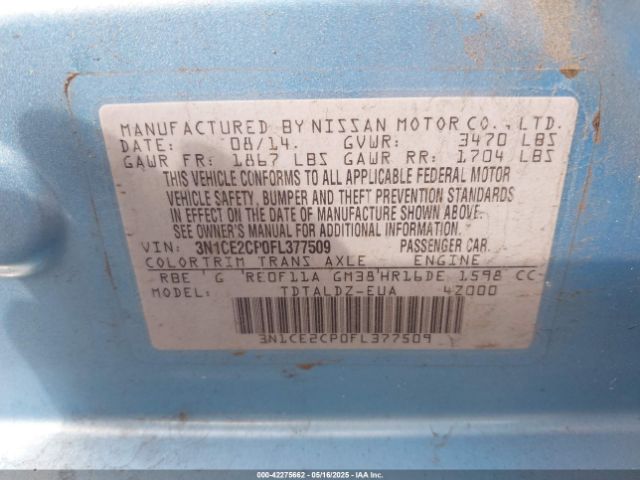 MANUFACTURED BY NISSAN MOTOR CO., LTD.
DATE: 08/14. GVWR: 3470 LBS
GAWR FR: 1867 LBS GAWR RR: 1704 LBS
THIS VEHICLE CONFORMS TO ALL APPLICABLE FEDERAL MOTOR
VEHICLE SAFETY, BUMPER AND THEFT PREVENTION STANDARDS
IN EFFECT ON THE DATE OF MANUFACTURE SHOWN ABOVE.
SEE OWNER'S MANUAL FOR ADDITIONAL INFORMATION.
VIN: 3N1CE2CP0FL377509 PASSENGER CAR
COLOR TRIM TRANS AXLE ENGINE
RBE G RE0F11A GM38 HR16DE 1598 CC
MODEL: TDTALDZ-EUA 4Z000
3N1CE2CP0FL377509
000-42275662 - 05/16/2025 - IAA, Inc.